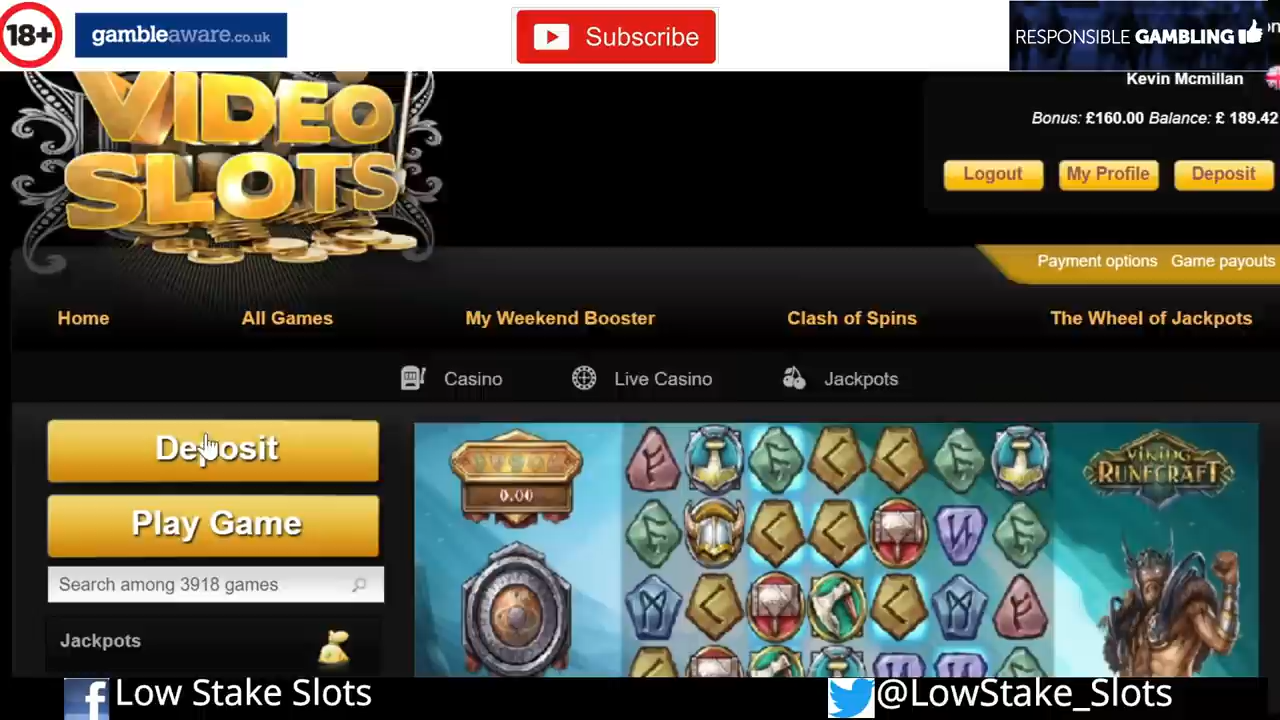 18+
gambleaware.co.uk
Subscribe
RESPONSIBLE GAMBLING
VIDEO
SLOTS
Kevin Mcmillan
Bonus: £160.00 Balance: £ 189.42
Logout
My Profile
Deposit
Payment options
Game payouts
Home
All Games
My Weekend Booster
Clash of Spins
The Wheel of Jackpots
Casino
Live Casino
Jackpots
Deposit
Play Game
Search among 3918 games
Jackpots
0.00
VIKING
RUNECRAFT
f Low Stake Slots
@LowStake_Slots